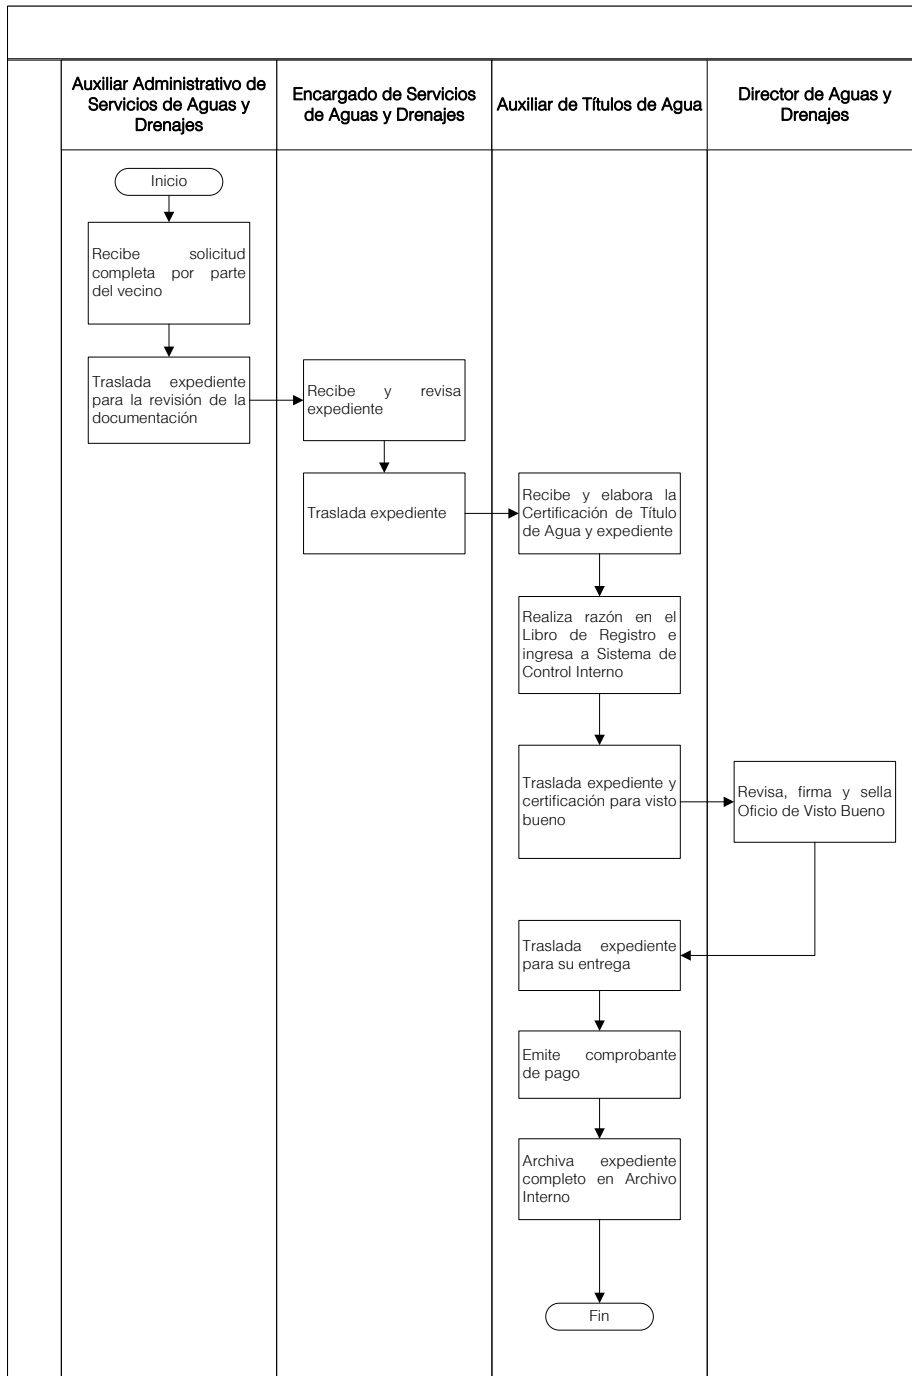 Auxiliar Administrativo de
Servicios de Aguas y
Drenajes
Encargado de Servicios
de Aguas y Drenajes
Auxiliar de Títulos de Agua
Director de Aguas y
Drenajes
Inicio
Recibe solicitud
completa por parte
del vecino
Traslada expediente
para la revisión de la
documentación
Recibe y revisa
expediente
Traslada expediente
Recibe y elabora la
Certificación de Título
de Agua y expediente
Realiza razón en el
Libro de Registro e
ingresa a Sistema de
Control Interno
Traslada expediente y
certificación para visto
bueno
Revisa, firma y sella
Oficio de Visto Bueno
Traslada expediente
para su entrega
Emite comprobante
de pago
Archiva expediente
completo en Archivo
Interno
Fin